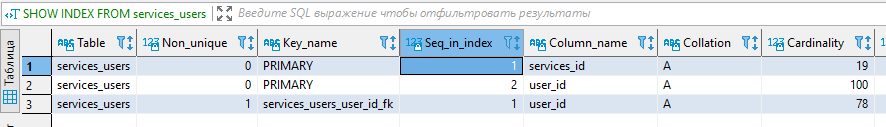 SHOW INDEX FROM services_users Введите SQL выражение чтобы отфильтровать результаты
Таблица
Table Non_unique Key_name Seq_in_index Column_name Collation Cardinality
1 services_users 0 PRIMARY 1 services_id A 19
2 services_users 0 PRIMARY 2 user_id A 100
3 services_users 1 services_users_user_id_fk 1 user_id A 78